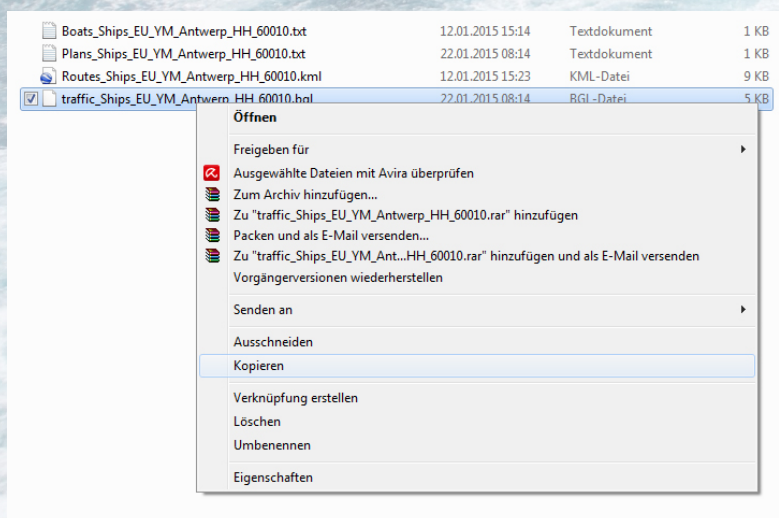 Boats_Ships_EU_YM_Antwerp_HH_60010.txt 12.01.2015 15:14 Textdokument 1 KB
Plans_Ships_EU_YM_Antwerp_HH_60010.txt 22.01.2015 08:14 Textdokument 1 KB
Routes_Ships_EU_YM_Antwerp_HH_60010.kml 12.01.2015 15:23 KML-Datei 9 KB
traffic_Ships_EU_YM_Antwerp_HH_60010.bgl 22.01.2015 08:14 BGL-Datei 5 KB
Öffnen
Freigeben für
Ausgewählte Dateien mit Avira überprüfen
Zum Archiv hinzufügen...
Zu "traffic_Ships_EU_YM_Antwerp_HH_60010.rar" hinzufügen
Packen und als E-Mail versenden...
Zu "traffic_Ships_EU_YM_Ant...HH_60010.rar" hinzufügen und als E-Mail versenden
Vorgängerversionen wiederherstellen
Senden an
Ausschneiden
Kopieren
Verknüpfung erstellen
Löschen
Umbenennen
Eigenschaften